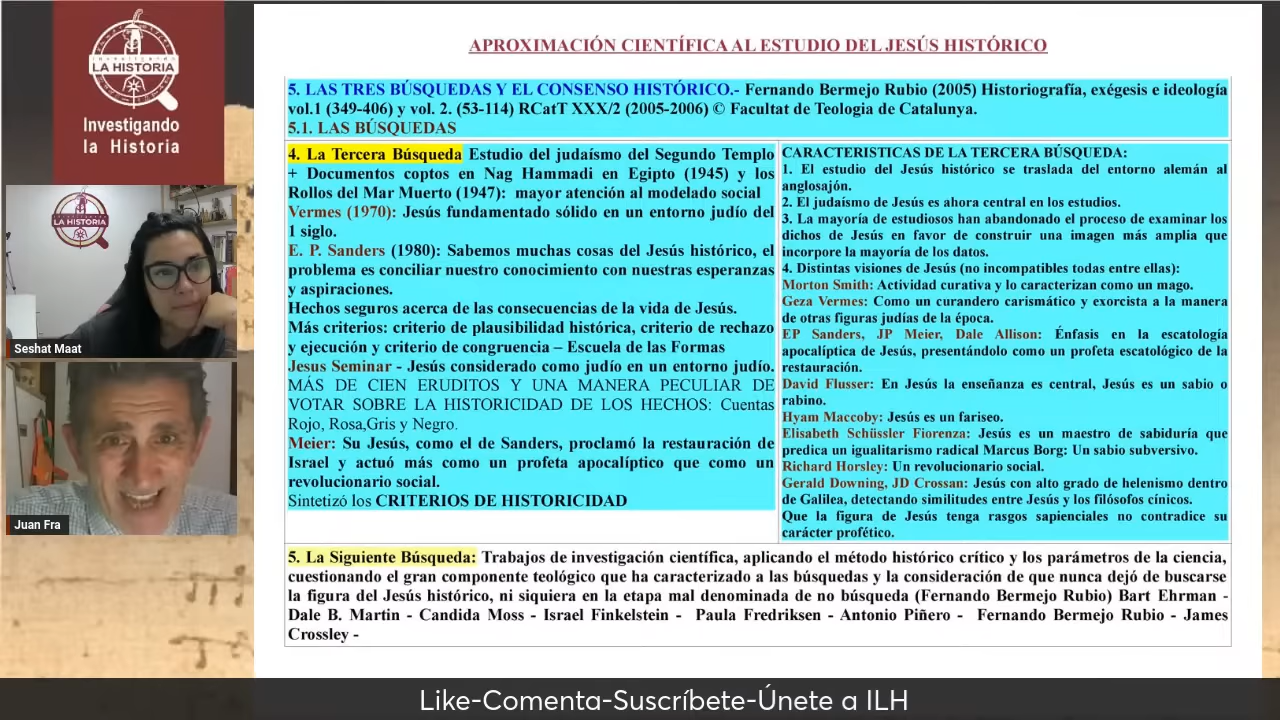 LA HISTORIA
Investigando
la Historia
LA HISTORIA
Seshat Maat
Juan Fra
APROXIMACIÓN CIENTÍFICA AL ESTUDIO DEL JESÚS HISTÓRICO
5. LAS TRES BÚSQUEDAS Y EL CONSENSO HISTÓRICO.- Fernando Bermejo Rubio (2005) Historiografía, exégesis e ideología
vol.1 (349-406) y vol. 2. (53-114) RCatT XXX/2 (2005-2006) © Facultat de Teologia de Catalunya.
5.1. LAS BÚSQUEDAS
4. La Tercera Búsqueda Estudio del judaísmo del Segundo Templo
+ Documentos coptos en Nag Hammadi en Egipto (1945) y los
Rollos del Mar Muerto (1947): mayor atención al modelado social
Vermes (1970): Jesús fundamentado sólido en un entorno judío del
1 siglo.
E. P. Sanders (1980): Sabemos muchas cosas del Jesús histórico, el
problema es conciliar nuestro conocimiento con nuestras esperanzas
y aspiraciones.
Hechos seguros acerca de las consecuencias de la vida de Jesús.
Más criterios: criterio de plausibilidad histórica, criterio de rechazo
y ejecución y criterio de congruencia – Escuela de las Formas
Jesus Seminar - Jesús considerado como judío en un entorno judío.
MÁS DE CIEN ERUDITOS Y UNA MANERA PECULIAR DE
VOTAR SOBRE LA HISTORICIDAD DE LOS HECHOS: Cuentas
Rojo, Rosa,Gris y Negro.
Meier: Su Jesús, como el de Sanders, proclamó la restauración de
Israel y actuó más como un profeta apocalíptico que como un
revolucionario social.
Sintetizó los CRITERIOS DE HISTORICIDAD
CARACTERISTICAS DE LA TERCERA BÚSQUEDA:
1. El estudio del Jesús histórico se traslada del entorno alemán al
anglosajón.
2. El judaísmo de Jesús es ahora central en los estudios.
3. La mayoría de estudiosos han abandonado el proceso de examinar los
dichos de Jesús en favor de construir una imagen más amplia que
incorpore la mayoría de los datos.
4. Distintas visiones de Jesús (no incompatibles todas entre ellas):
Morton Smith: Actividad curativa y lo caracterizan como un mago.
Geza Vermes: Como un curandero carismático y exorcista a la manera
de otras figuras judías de la época.
EP Sanders, JP Meier, Dale Allison: Énfasis en la escatología
apocalíptica de Jesús, presentándolo como un profeta escatológico de la
restauración.
David Flusser: En Jesús la enseñanza es central, Jesús es un sabio o
rabino.
Hyam Maccoby: Jesús es un fariseo.
Elisabeth Schüssler Fiorenza: Jesús es un maestro de sabiduría que
predica un igualitarismo radical Marcus Borg: Un sabio subversivo.
Richard Horsley: Un revolucionario social.
Gerald Downing, JD Crossan: Jesús con alto grado de helenismo dentro
de Galilea, detectando similitudes entre Jesús y los filósofos cínicos.
Que la figura de Jesús tenga rasgos sapienciales no contradice su
carácter profético.
5. La Siguiente Búsqueda: Trabajos de investigación científica, aplicando el método histórico crítico y los parámetros de la ciencia,
cuestionando el gran componente teológico que ha caracterizado a las búsquedas y la consideración de que nunca dejó de buscarse
la figura del Jesús histórico, ni siquiera en la etapa mal denominada de no búsqueda (Fernando Bermejo Rubio) Bart Ehrman -
Dale B. Martin - Candida Moss - Israel Finkelstein - Paula Fredriksen - Antonio Piñero - Fernando Bermejo Rubio - James
Crossley -
Like-Comenta-Suscríbete-Únete a ILH